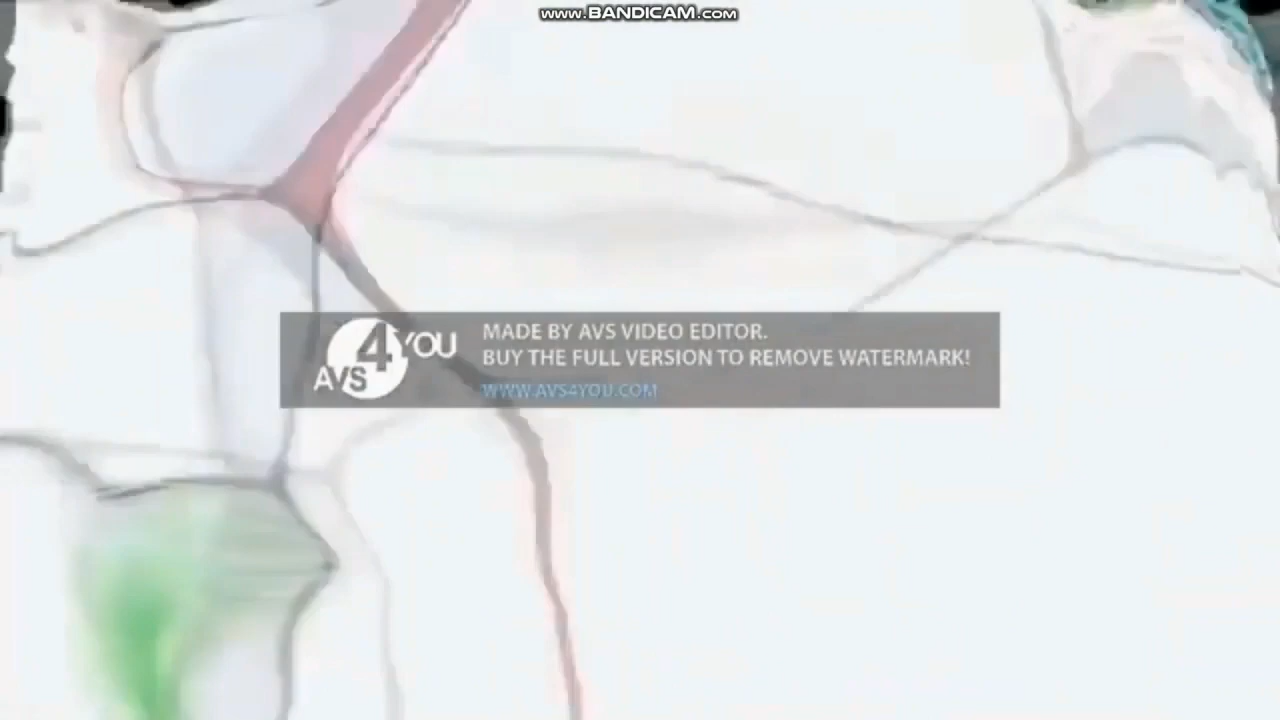 www.BANDICAM.com
AVS4YOU
MADE BY AVS VIDEO EDITOR.
BUY THE FULL VERSION TO REMOVE WATERMARK!
WWW.AVS4YOU.COM